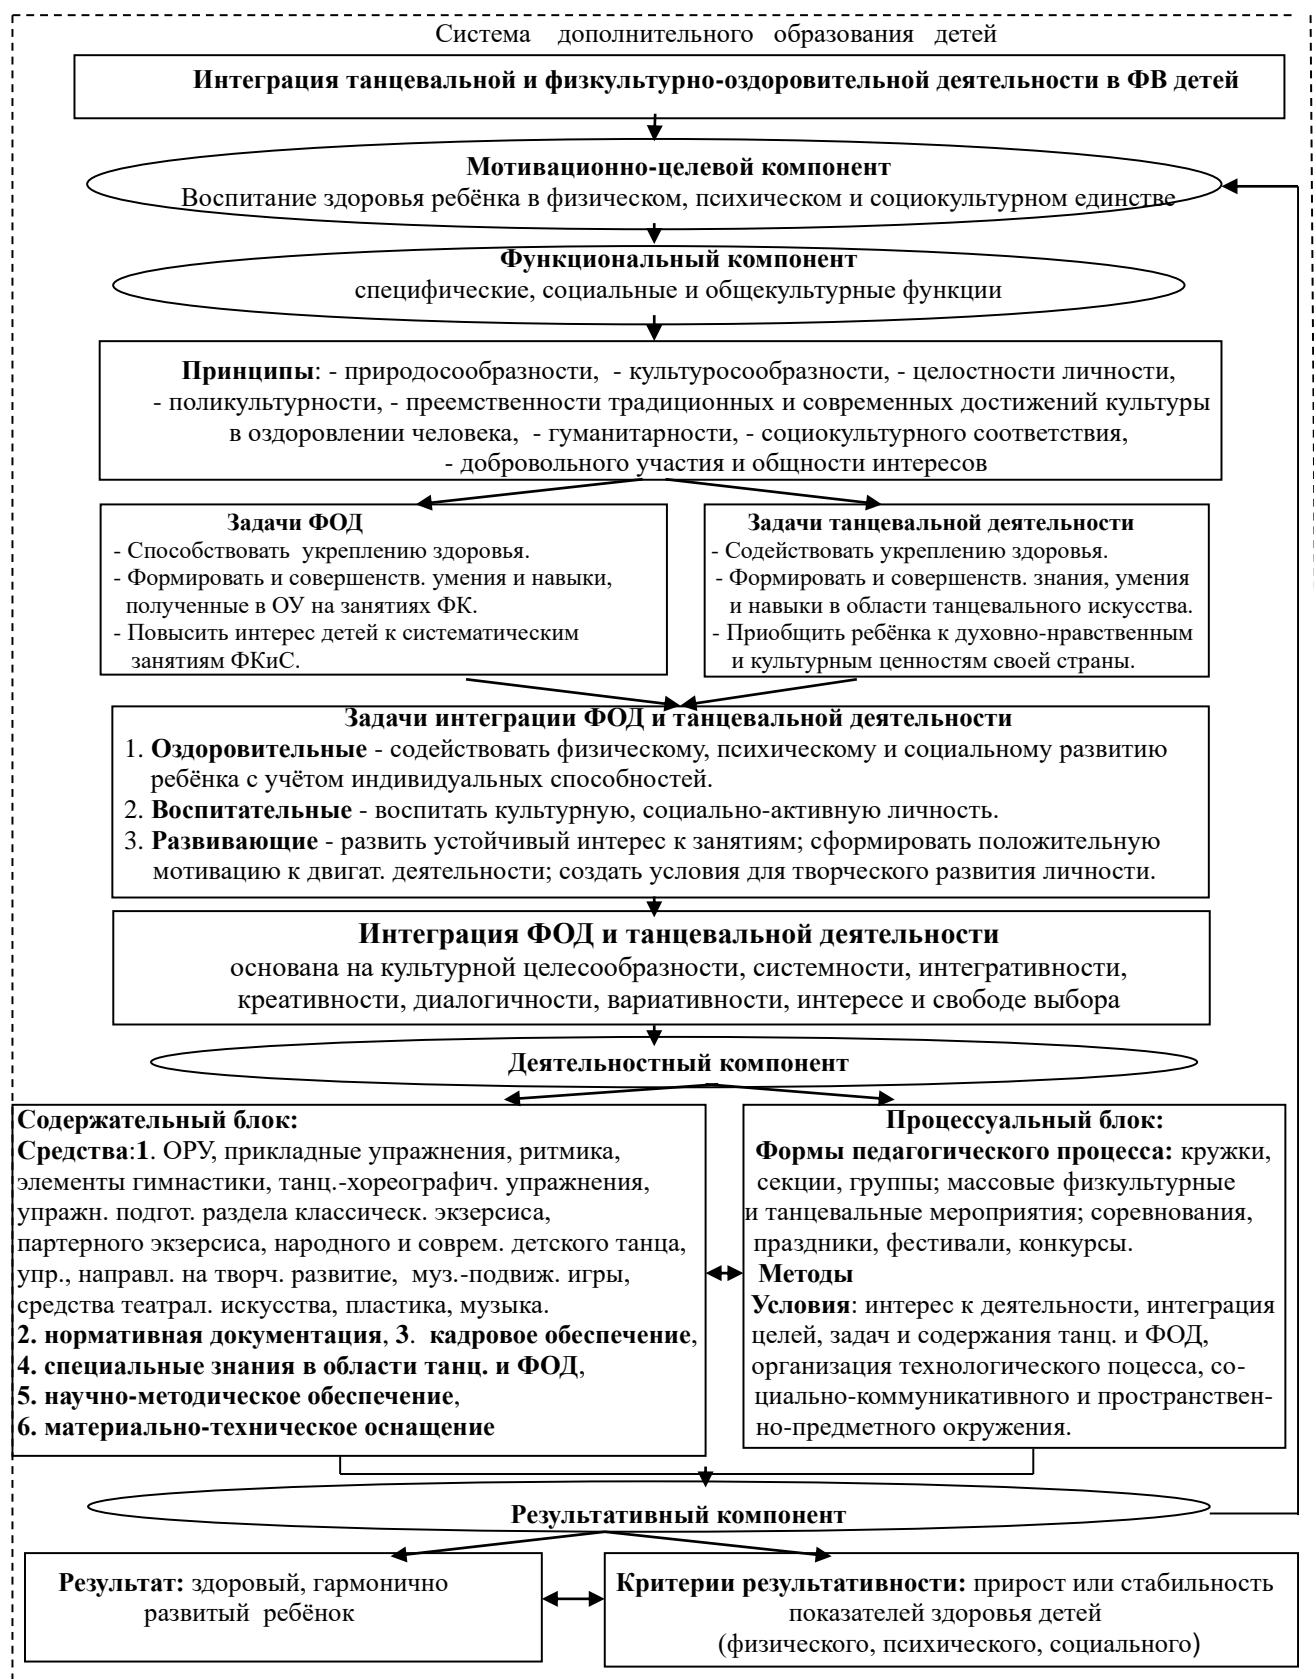 Система дополнительного образования детей
Интеграция танцевальной и физкультурно-оздоровительной деятельности в ФВ детей
Мотивационно-целевой компонент
Воспитание здоровья ребёнка в физическом, психическом и социокультурном единстве
Функциональный компонент
специфические, социальные и общекультурные функции
Принципы: - природосообразности, - культуросообразности, - целостности личности,
- поликультурности, - преемственности традиционных и современных достижений культуры
в оздоровлении человека, - гуманитарности, - социокультурного соответствия,
- добровольного участия и общности интересов
Задачи ФОД
- Способствовать укреплению здоровья.
- Формировать и совершенств. умения и навыки,
полученные в ОУ на занятиях ФК.
- Повысить интерес детей к систематическим
занятиям ФКиС.
Задачи танцевальной деятельности
- Содействовать укреплению здоровья.
- Формировать и совершенств. знания, умения
и навыки в области танцевального искусства.
- Приобщить ребёнка к духовно-нравственным
и культурным ценностям своей страны.
Задачи интеграции ФОД и танцевальной деятельности
1. Оздоровительные - содействовать физическому, психическому и социальному развитию
ребёнка с учётом индивидуальных способностей.
2. Воспитательные - воспитать культурную, социально-активную личность.
3. Развивающие - развить устойчивый интерес к занятиям; сформировать положительную
мотивацию к двигат. деятельности; создать условия для творческого развития личности.
Интеграция ФОД и танцевальной деятельности
основана на культурной целесообразности, системности, интегративности,
креативности, диалогичности, вариативности, интересе и свободе выбора
Деятельностный компонент
Содержательный блок:
Средства:1. ОРУ, прикладные упражнения, ритмика,
элементы гимнастики, танц.-хореографич. упражнения,
упражн. подгот. раздела классическ. экзерсиса,
партерного экзерсиса, народного и соврем. детского танца,
упр., направл. на творч. развитие, муз.-подвиж. игры,
средства театрал. искусства, пластика, музыка.
2. нормативная документация, 3. кадровое обеспечение,
4. специальные знания в области танц. и ФОД,
5. научно-методическое обеспечение,
6. материально-техническое оснащение
Процессуальный блок:
Формы педагогического процесса: кружки,
секции, группы; массовые физкультурные
и танцевальные мероприятия; соревнования,
праздники, фестивали, конкурсы.
Методы
Условия: интерес к деятельности, интеграция
целей, задач и содержания танц. и ФОД,
организация технологического поцесса, со-
циально-коммуникативного и пространствен-
но-предметного окружения.
Результативный компонент
Результат: здоровый, гармонично
развитый ребёнок
Критерии результативности: прирост или стабильность
показателей здоровья детей
(физического, психического, социального)